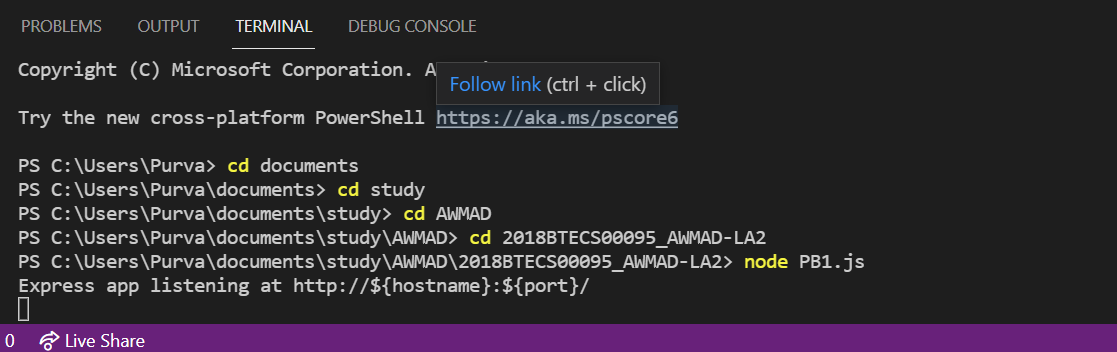 PROBLEMS OUTPUT TERMINAL DEBUG CONSOLE
Copyright (C) Microsoft Corporation.
Follow link (ctrl + click)
Try the new cross-platform PowerShell https://aka.ms/pscore6
PS C:\Users\Purva> cd documents
PS C:\Users\Purva\documents> cd study
PS C:\Users\Purva\documents\study> cd AWMAD
PS C:\Users\Purva\documents\study\AWMAD> cd 2018BTECS00095_AWMAD-LA2
PS C:\Users\Purva\documents\study\AWMAD\2018BTECS00095_AWMAD-LA2> node PB1.js
Express app listening at http://${hostname}:${port}/
0 Live Share